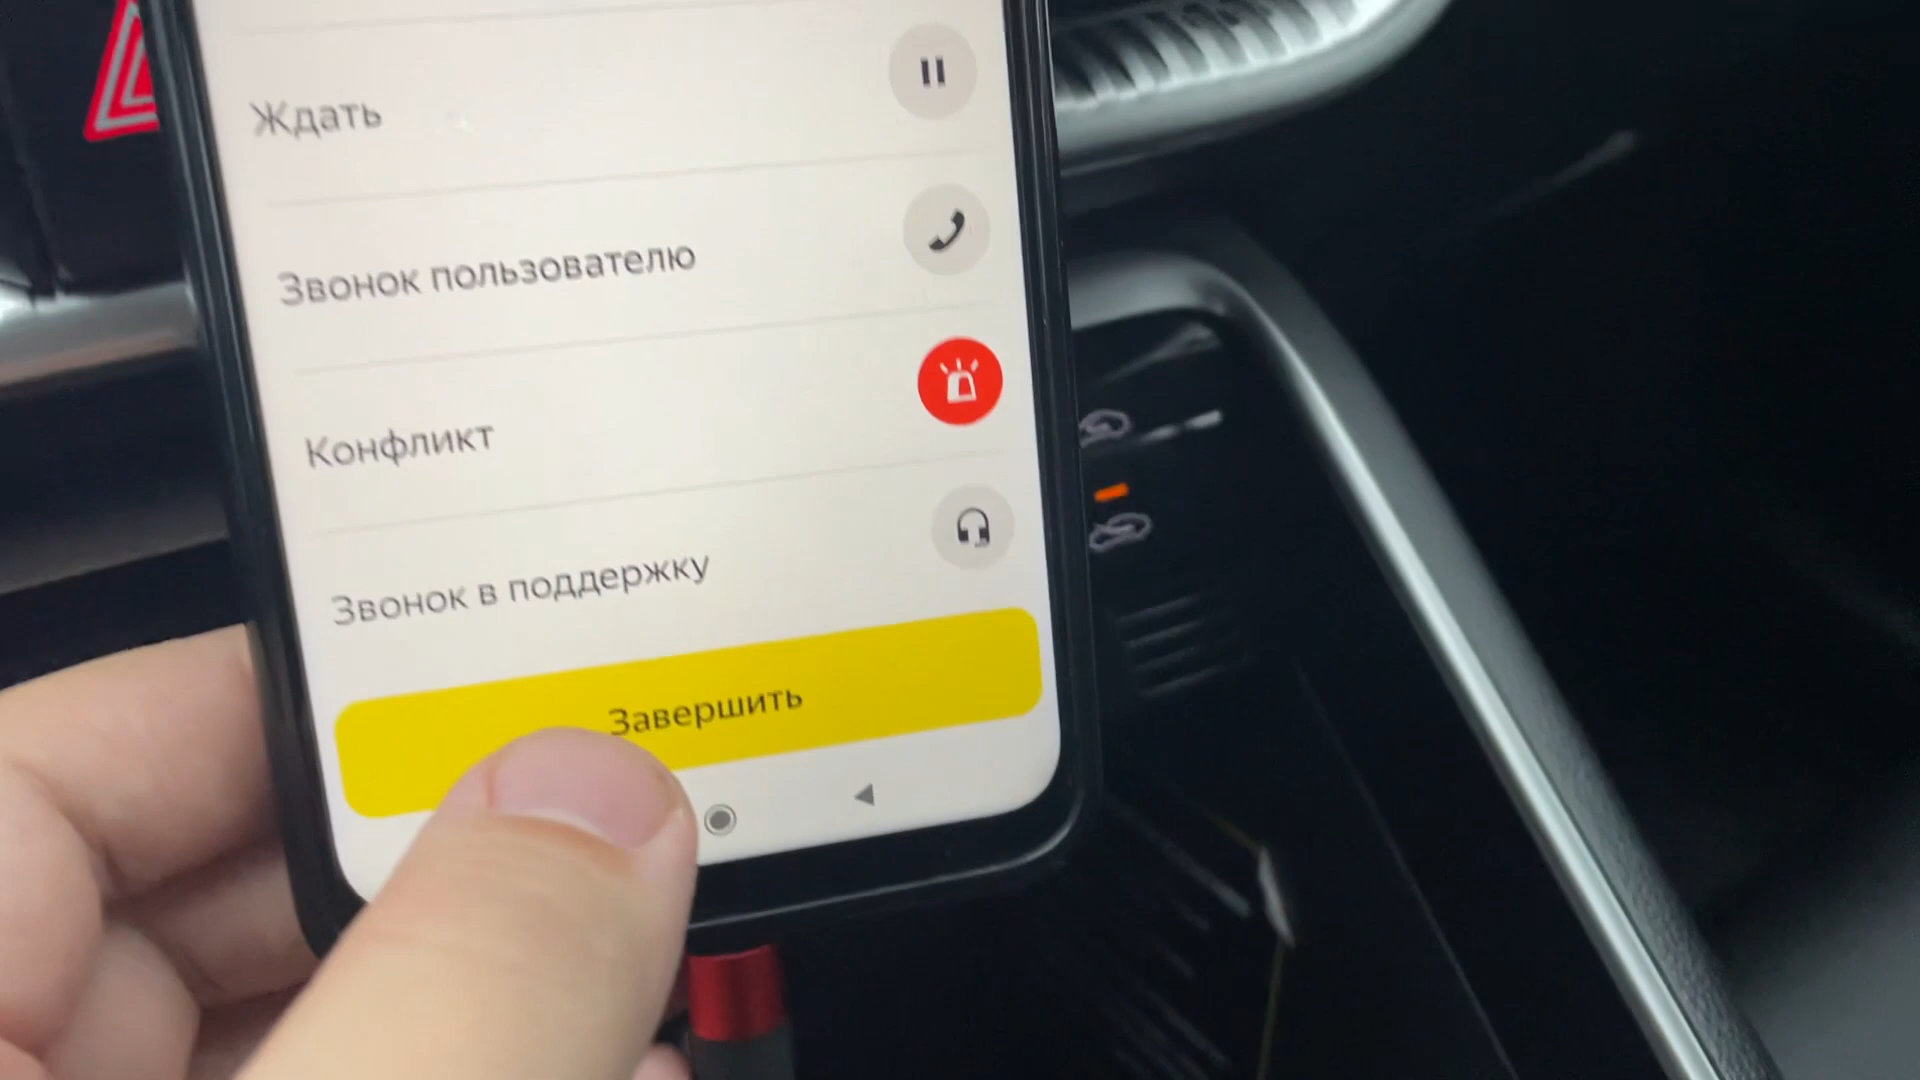 Ждать
Звонок пользователю
Конфликт
Звонок в поддержку
Завершить